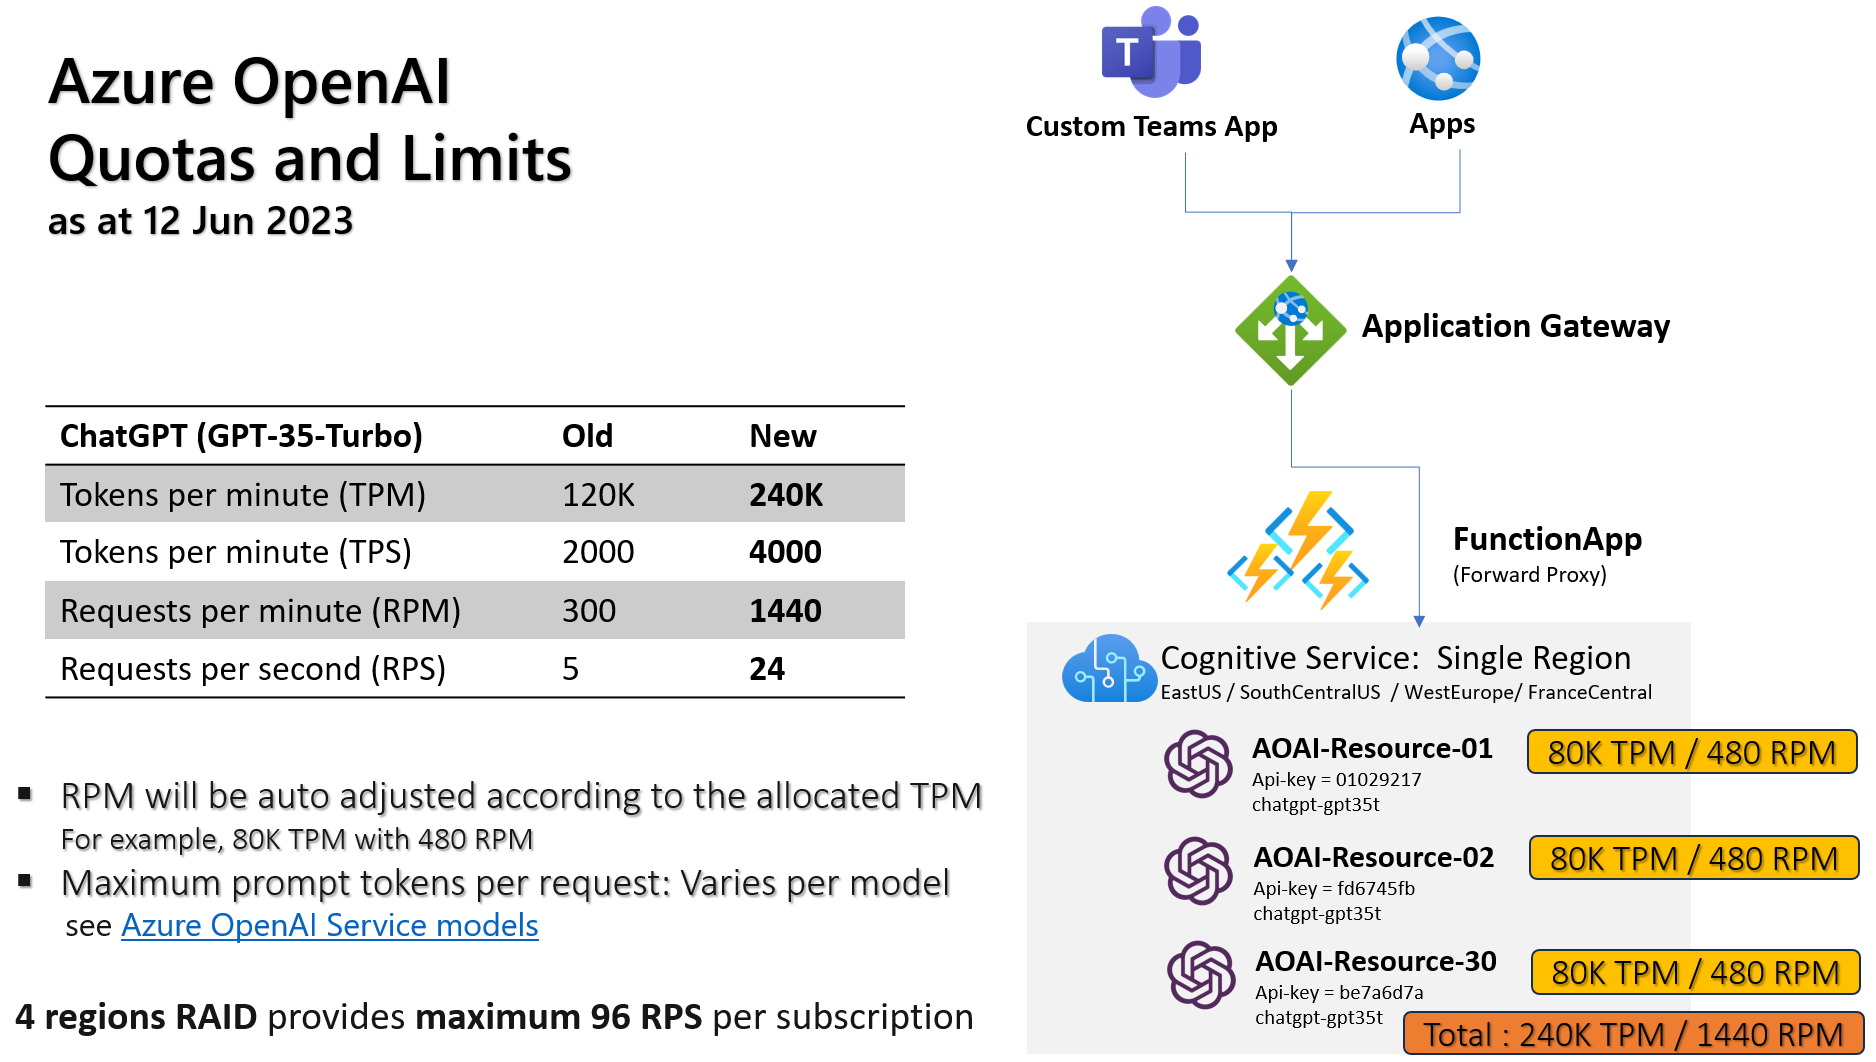 Azure OpenAI
Quotas and Limits
as at 12 Jun 2023
ChatGPT (GPT-35-Turbo) Old New
Tokens per minute (TPM) 120K 240K
Tokens per minute (TPS) 2000 4000
Requests per minute (RPM) 300 1440
Requests per second (RPS) 5 24
▪ RPM will be auto adjusted according to the allocated TPM
For example, 80K TPM with 480 RPM
▪ Maximum prompt tokens per request: Varies per model
see Azure OpenAI Service models
4 regions RAID provides maximum 96 RPS per subscription
T
Custom Teams App
Apps
Application Gateway
FunctionApp
(Forward Proxy)
Cognitive Service: Single Region
EastUS / SouthCentralUS / WestEurope/ FranceCentral
AOAI-Resource-01
Api-key = 01029217
chatgpt-gpt35t
80K TPM / 480 RPM
AOAI-Resource-02
Api-key = fd6745fb
chatgpt-gpt35t
80K TPM / 480 RPM
AOAI-Resource-30
Api-key = be7a6d7a
chatgpt-gpt35t
80K TPM / 480 RPM
Total : 240K TPM / 1440 RPM